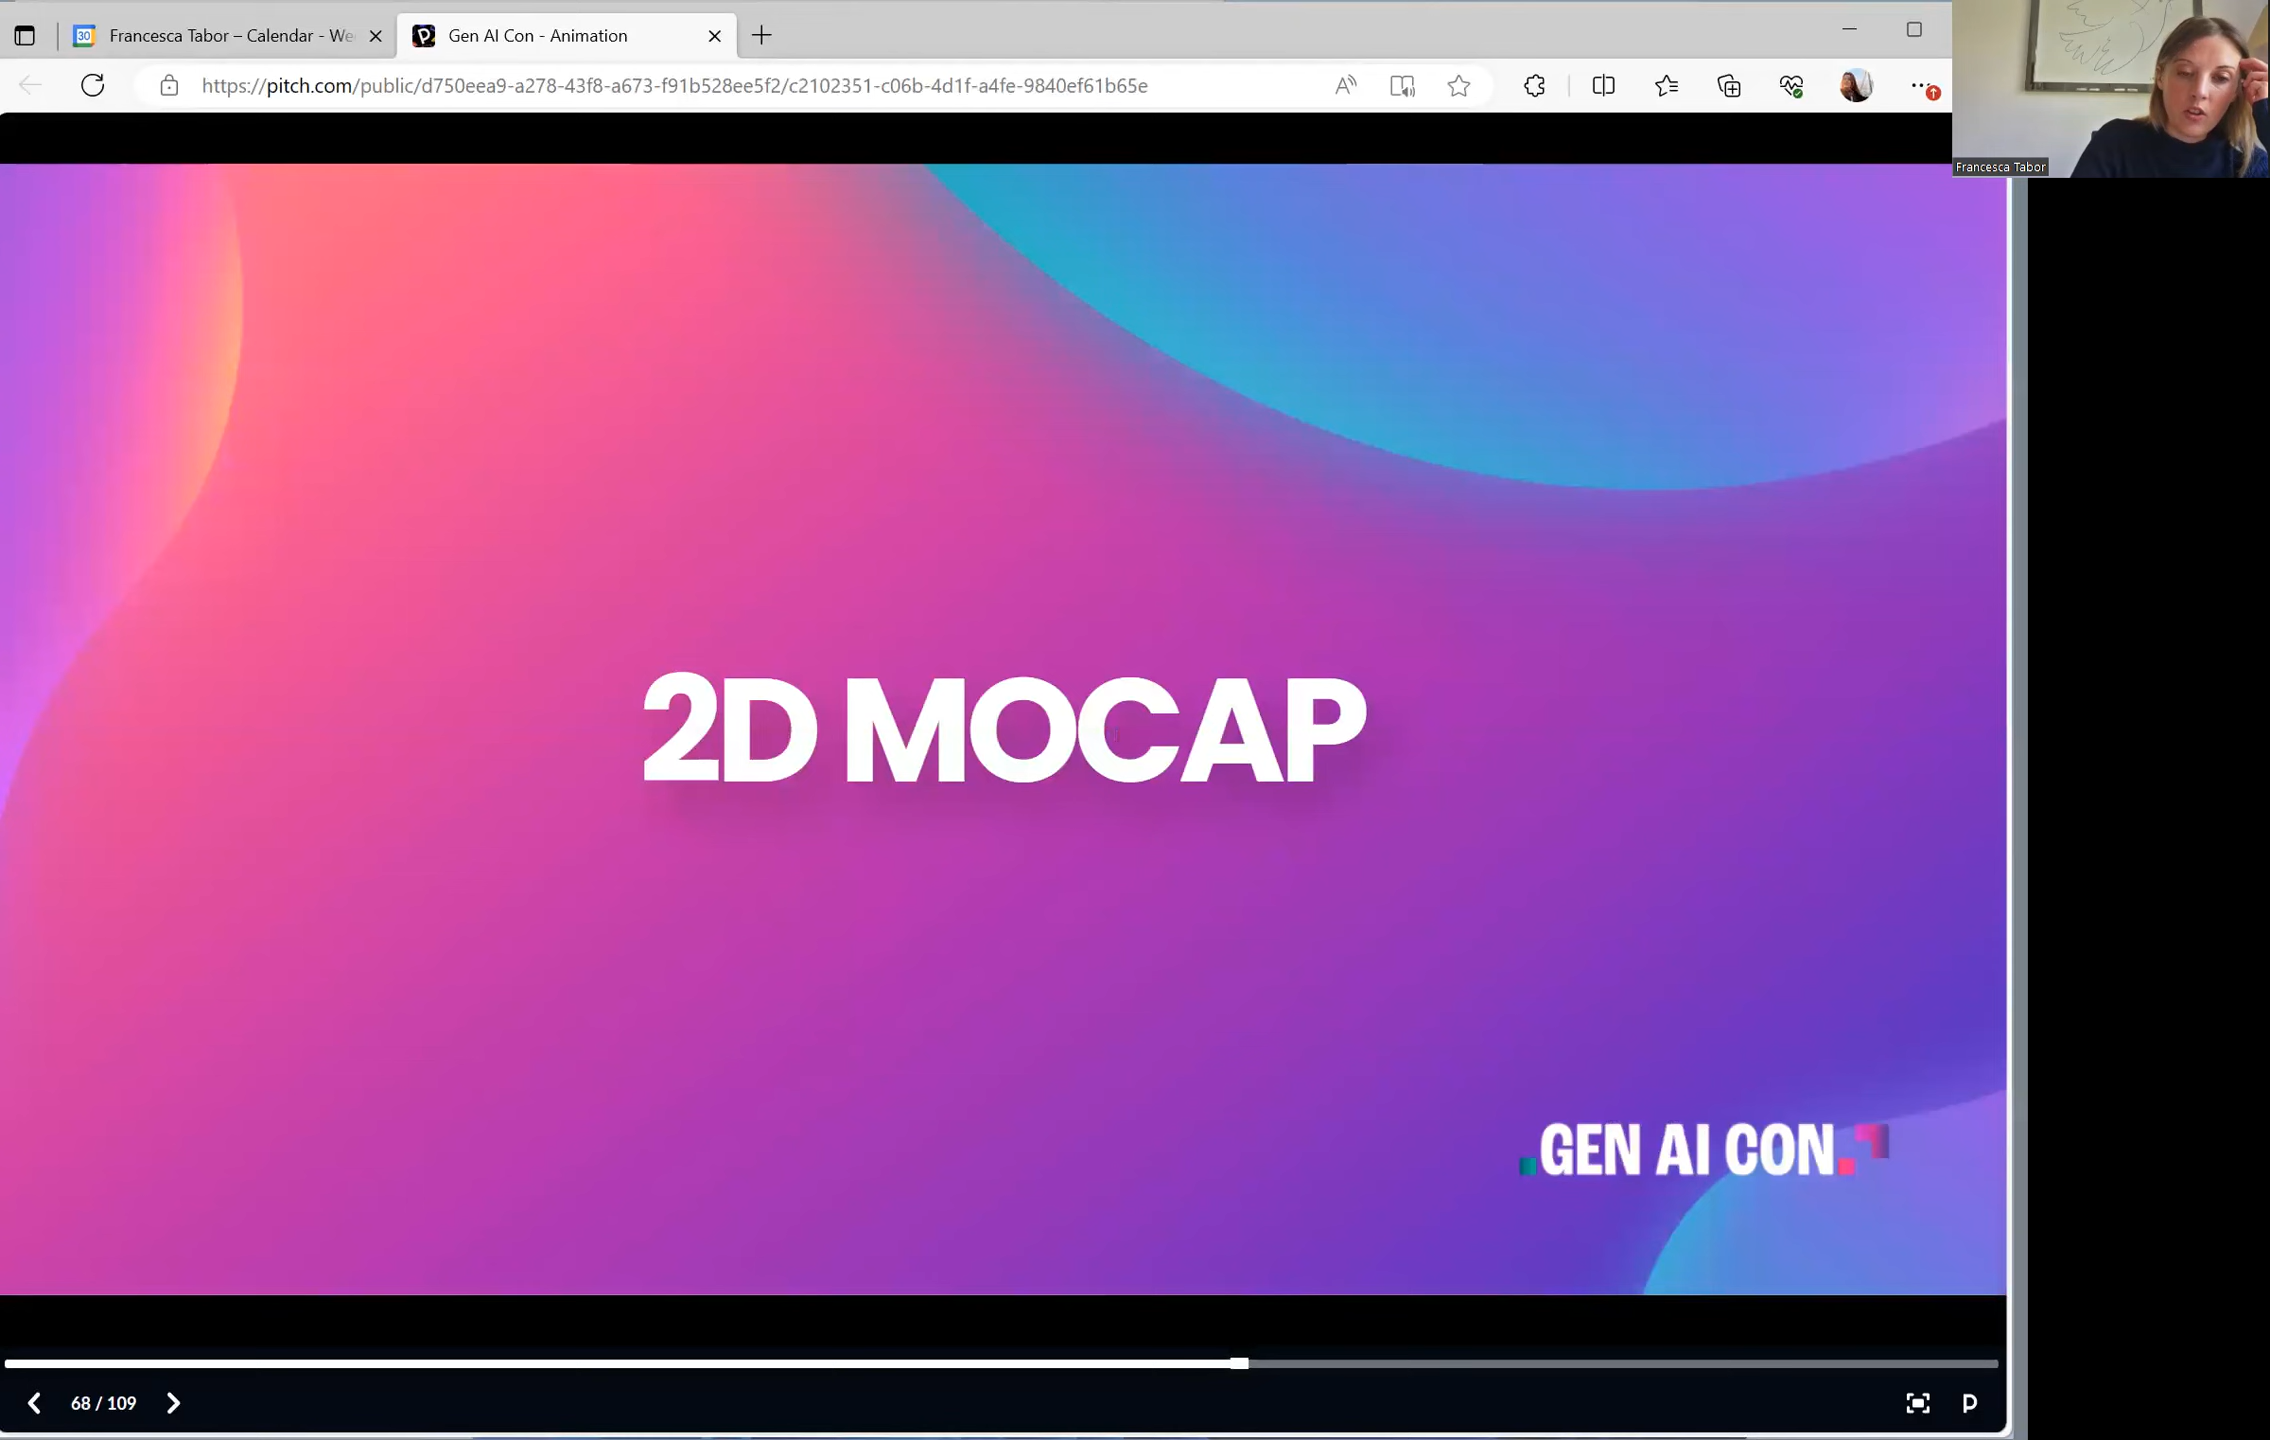 Francesca Tabor – Calendar - We
Gen AI Con - Animation
https://pitch.com/public/d750eea9-a278-43f8-a673-f91b528ee5f2/c2102351-c06b-4d1f-a4fe-9840ef61b65e
Francesca Tabor
2D MOCAP
GEN AI CON.
68 / 109